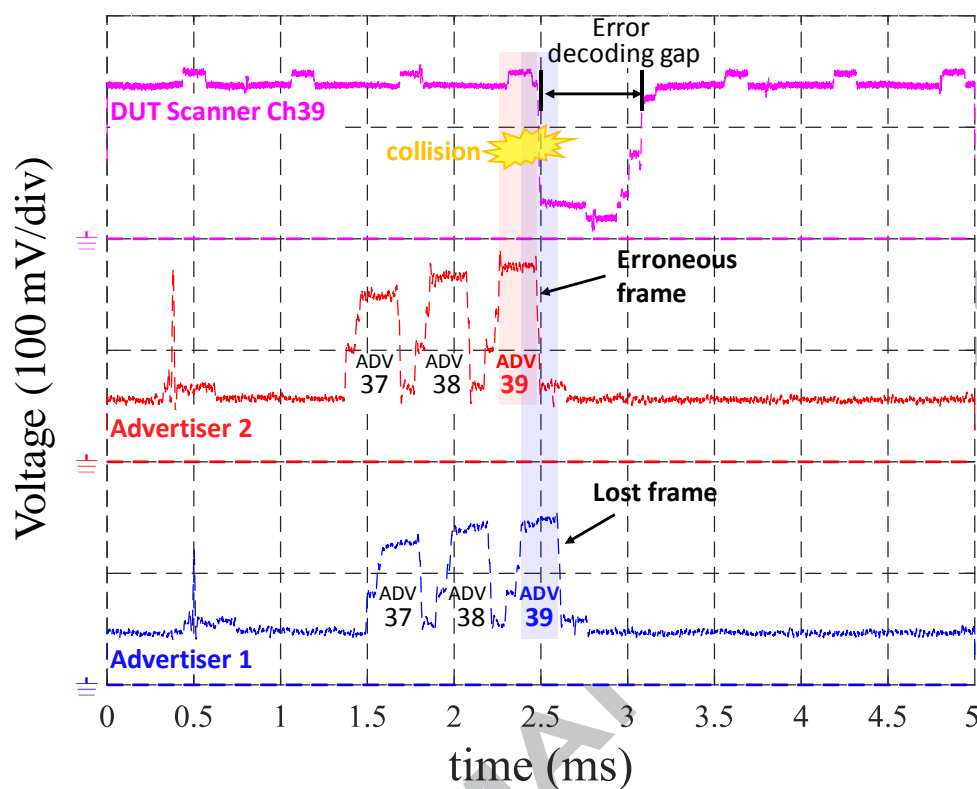 Error
decoding gap
DUT Scanner Ch39
collision
Erroneous
frame
ADV
37
ADV
38
ADV
39
Advertiser 2
Lost frame
ADV
37
ADV
38
ADV
39
Advertiser 1
Voltage (100 mV/div)
0 0.5 1 1.5 2 2.5 3 3.5 4 4.5 5
time (ms)